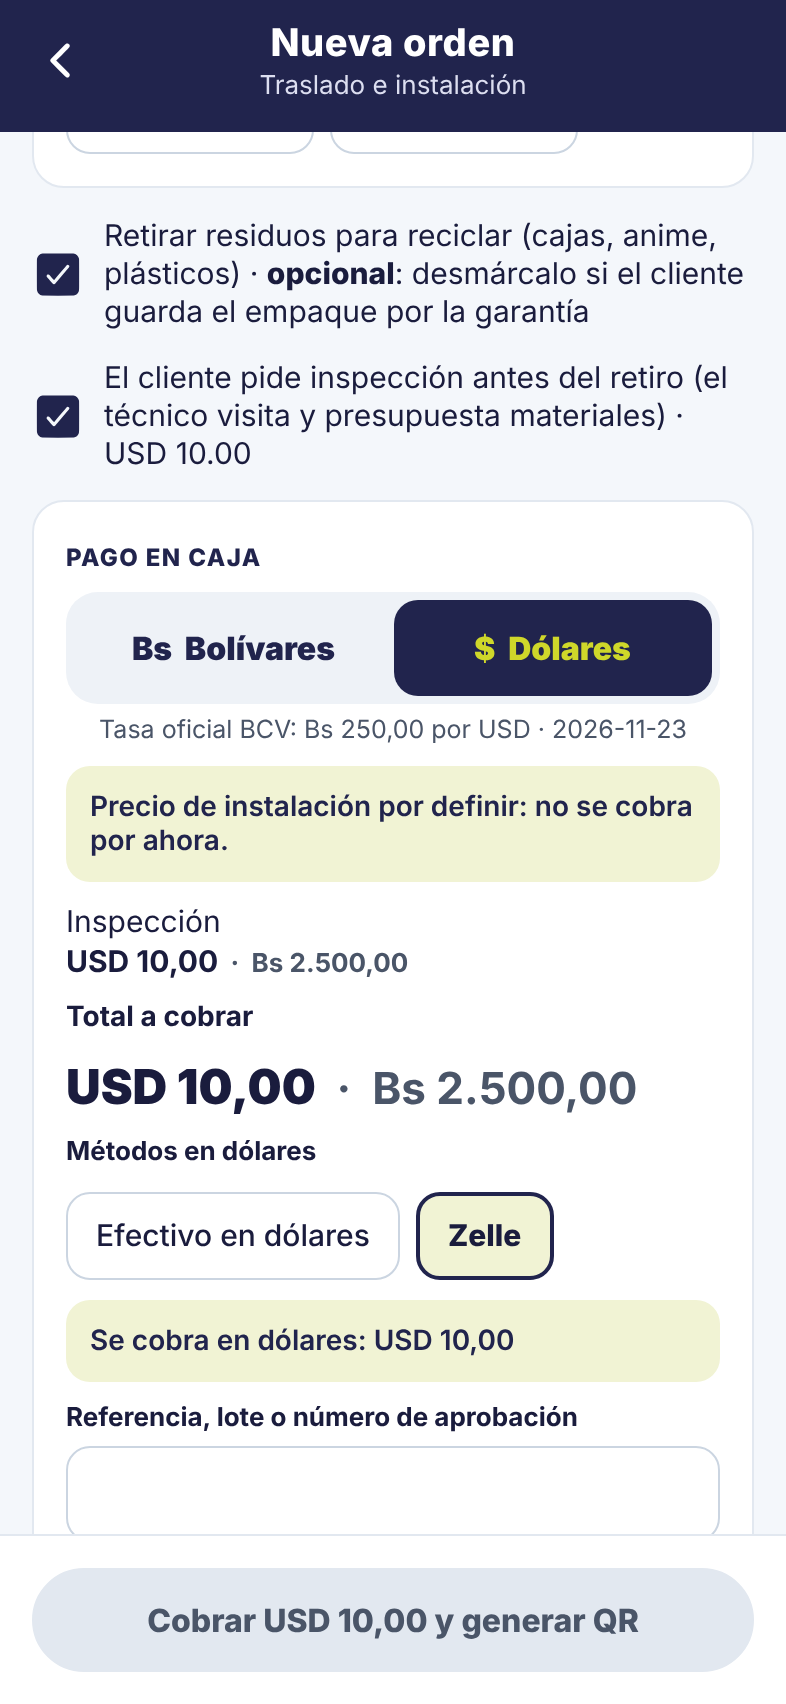 Nueva orden
Traslado e instalación
Retirar residuos para reciclar (cajas, anime,
plásticos) · opcional: desmárcalo si el cliente
guarda el empaque por la garantía
El cliente pide inspección antes del retiro (el
técnico visita y presupuesta materiales) ·
USD 10.00
PAGO EN CAJA
Bs Bolívares
$ Dólares
Tasa oficial BCV: Bs 250,00 por USD · 2026-11-23
Precio de instalación por definir: no se cobra
por ahora.
Inspección
USD 10,00 · Bs 2.500,00
Total a cobrar
USD 10,00 · Bs 2.500,00
Métodos en dólares
Efectivo en dólares
Zelle
Se cobra en dólares: USD 10,00
Referencia, lote o número de aprobación
Cobrar USD 10,00 y generar QR